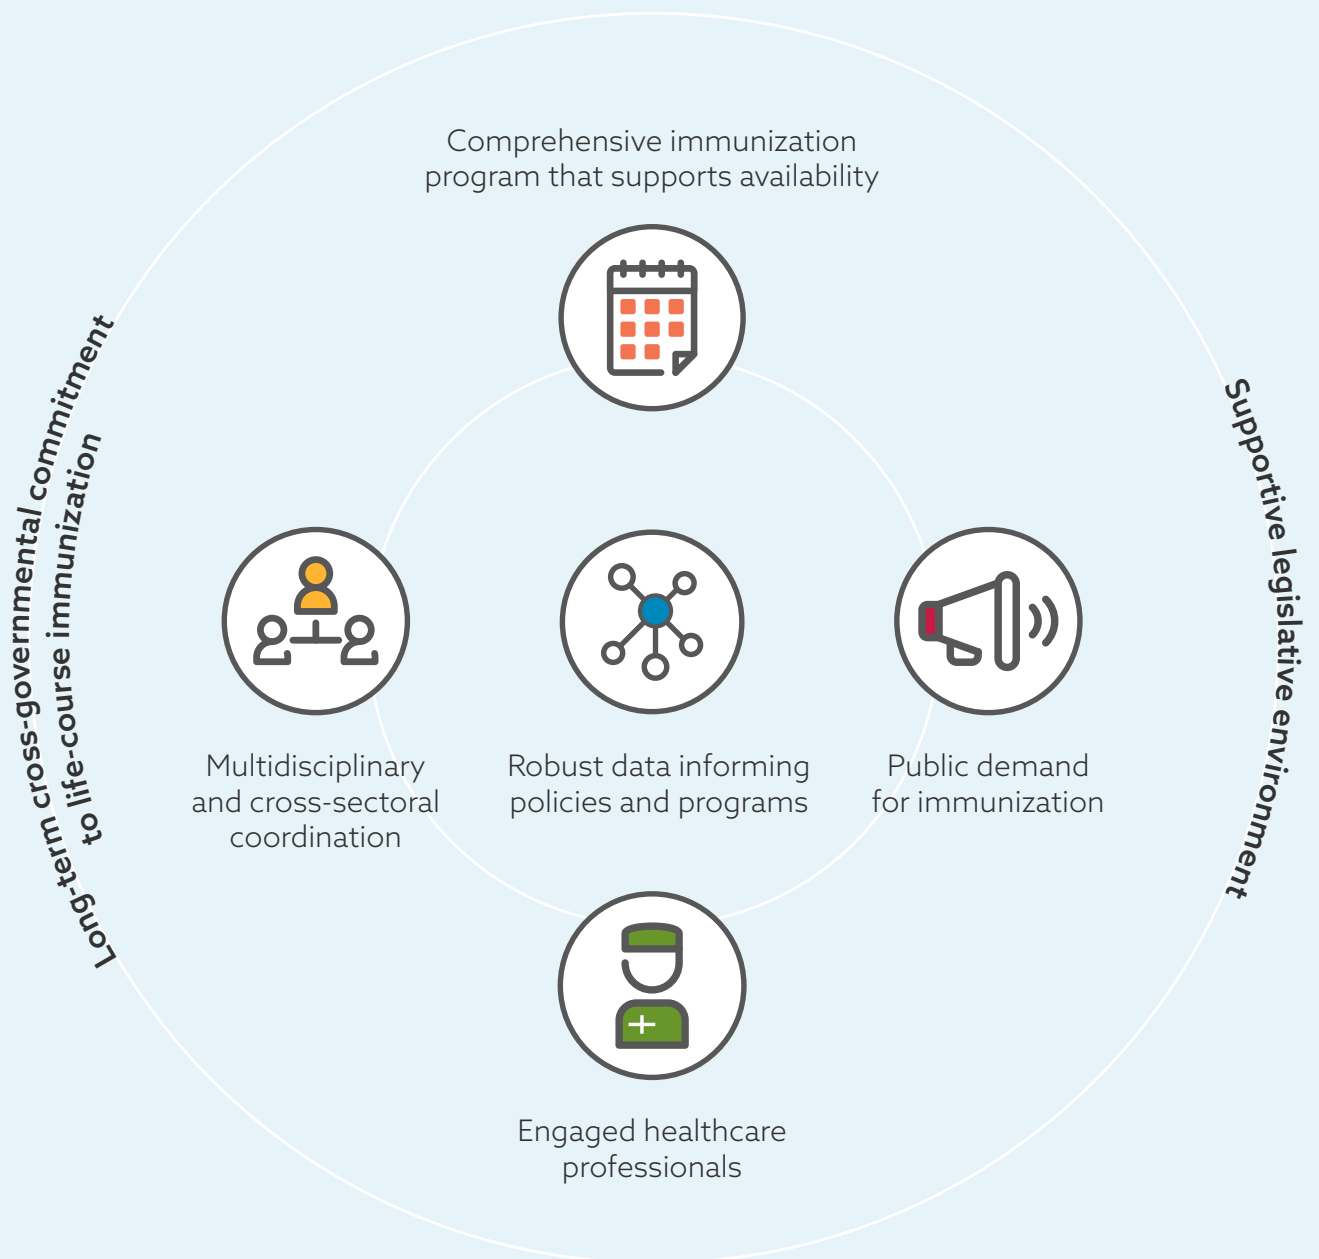 Comprehensive immunization
program that supports availability
Long-term cross-governmental commitment
to life-course immunization
Supportive legislative environment
Multidisciplinary
and cross-sectoral
coordination
Robust data informing
policies and programs
Public demand
for immunization
Engaged healthcare
professionals